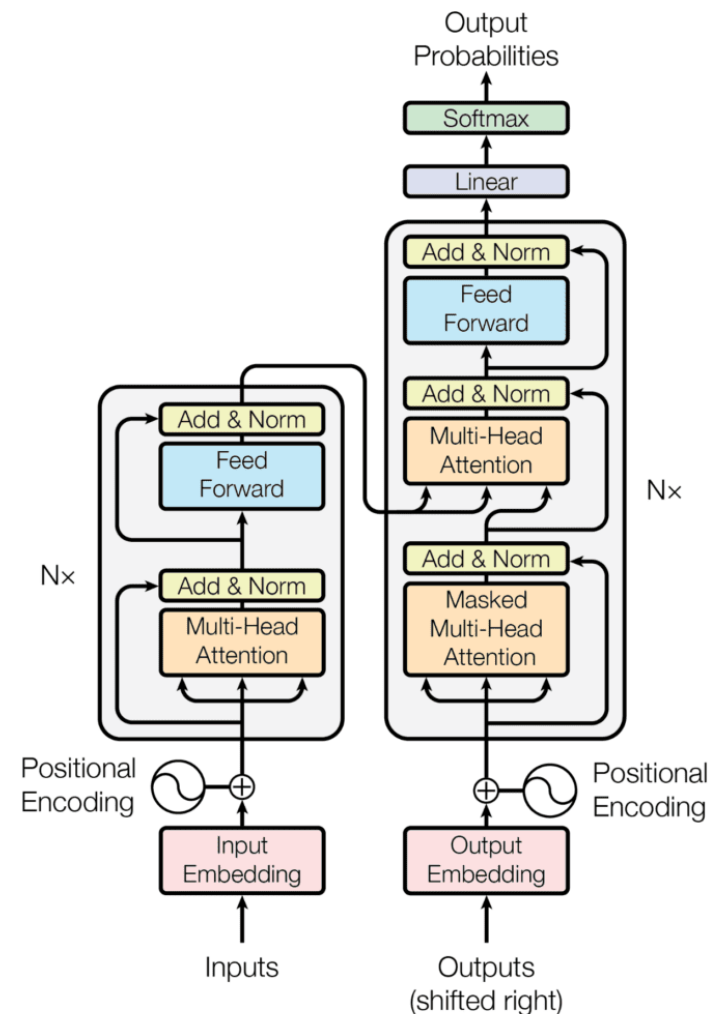 Output
Probabilities
Softmax
Linear
Add & Norm
Feed
Forward
Add & Norm
Multi-Head
Attention
Nx
Add & Norm
Masked
Multi-Head
Attention
Positional
Encoding
Output
Embedding
Outputs
(shifted right)
Add & Norm
Feed
Forward
Nx
Add & Norm
Multi-Head
Attention
Positional
Encoding
Input
Embedding
Inputs